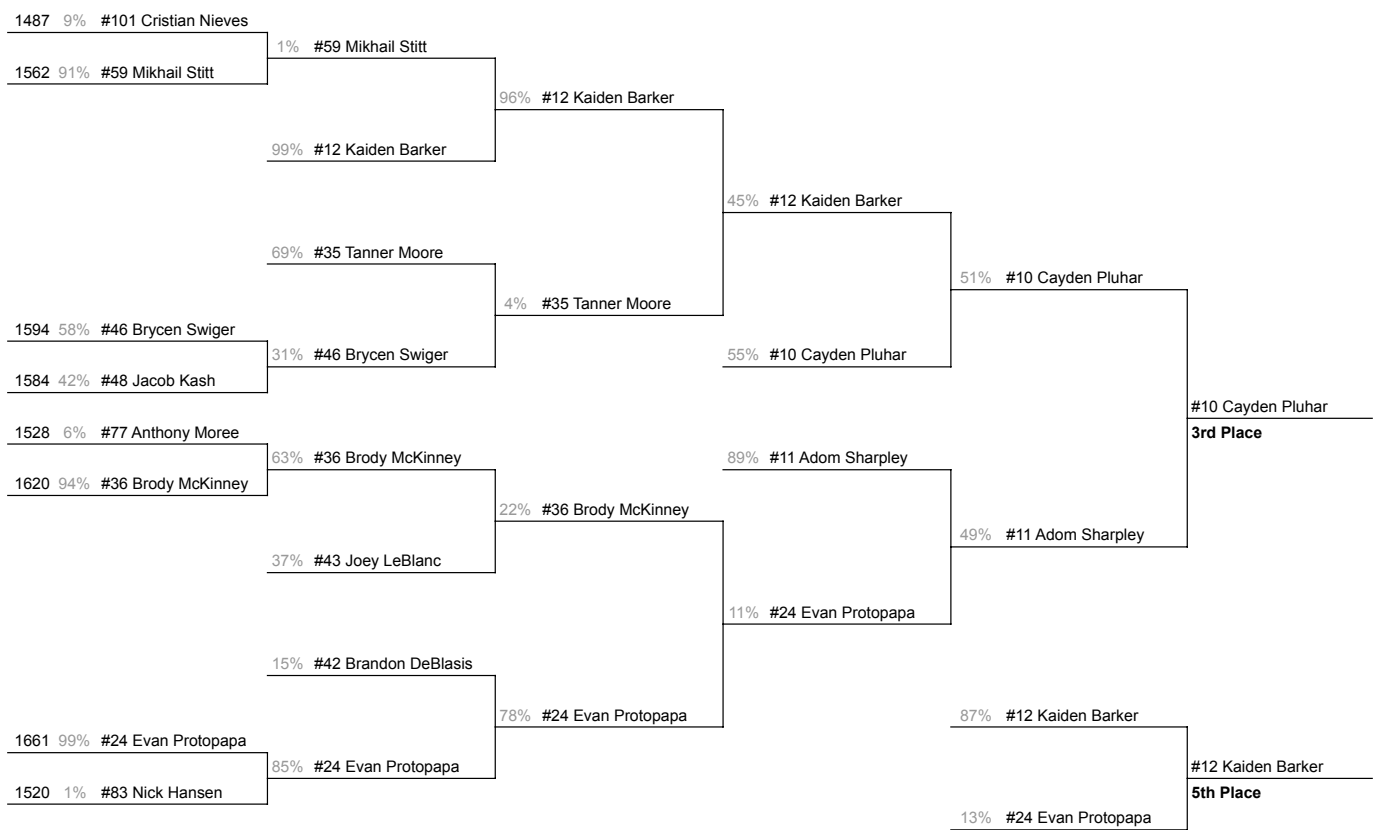 1487 9% #101 Cristian Nieves
1% #59 Mikhail Stitt
1562 91% #59 Mikhail Stitt
96% #12 Kaiden Barker
99% #12 Kaiden Barker
45% #12 Kaiden Barker
69% #35 Tanner Moore
51% #10 Cayden Pluhar
4% #35 Tanner Moore
1594 58% #46 Brycen Swiger
31% #46 Brycen Swiger
55% #10 Cayden Pluhar
1584 42% #48 Jacob Kash
#10 Cayden Pluhar
1528 6% #77 Anthony Moree
3rd Place
63% #36 Brody McKinney
89% #11 Adom Sharpley
1620 94% #36 Brody McKinney
22% #36 Brody McKinney
49% #11 Adom Sharpley
37% #43 Joey LeBlanc
11% #24 Evan Protopapa
15% #42 Brandon DeBlasis
78% #24 Evan Protopapa
87% #12 Kaiden Barker
1661 99% #24 Evan Protopapa
85% #24 Evan Protopapa
#12 Kaiden Barker
1520 1% #83 Nick Hansen
5th Place
13% #24 Evan Protopapa